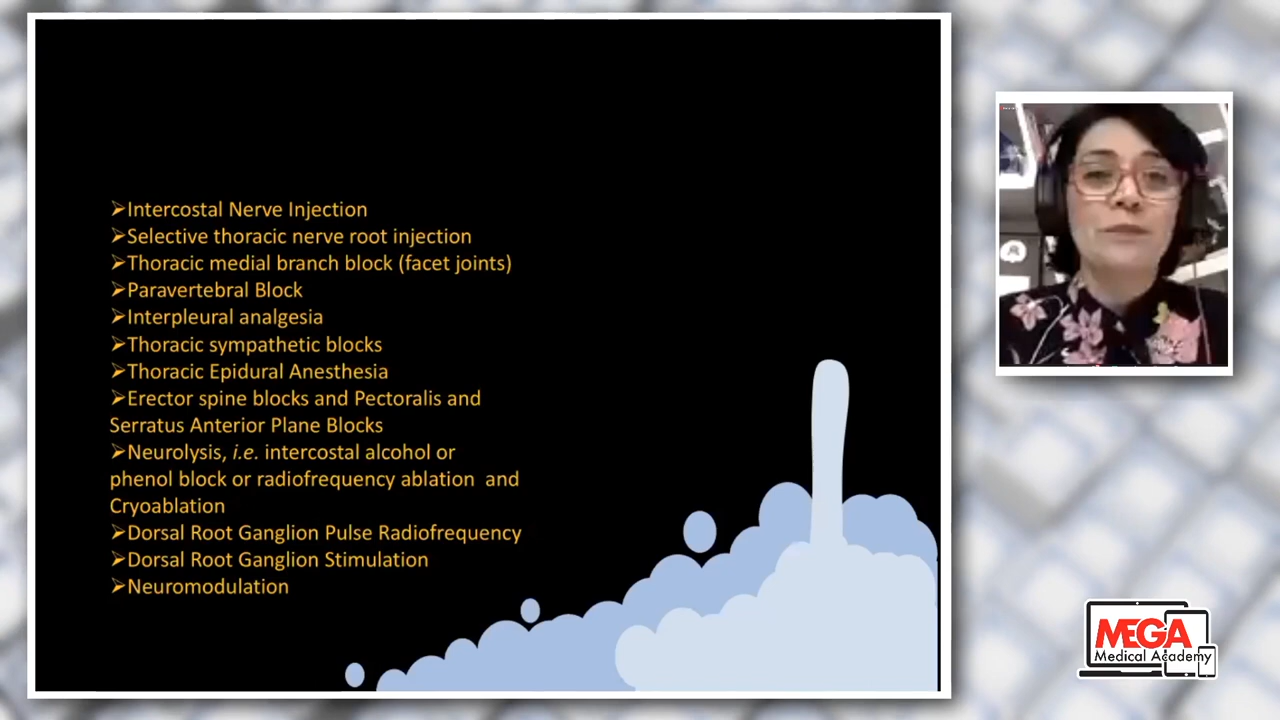 ➢Intercostal Nerve Injection
➢Selective thoracic nerve root injection
➢Thoracic medial branch block (facet joints)
➢Paravertebral Block
➢Interpleural analgesia
➢Thoracic sympathetic blocks
➢Thoracic Epidural Anesthesia
➢Erector spine blocks and Pectoralis and
Serratus Anterior Plane Blocks
➢Neurolysis, i.e. intercostal alcohol or
phenol block or radiofrequency ablation and
Cryoablation
➢Dorsal Root Ganglion Pulse Radiofrequency
➢Dorsal Root Ganglion Stimulation
➢Neuromodulation
MEGA
Medical Academy